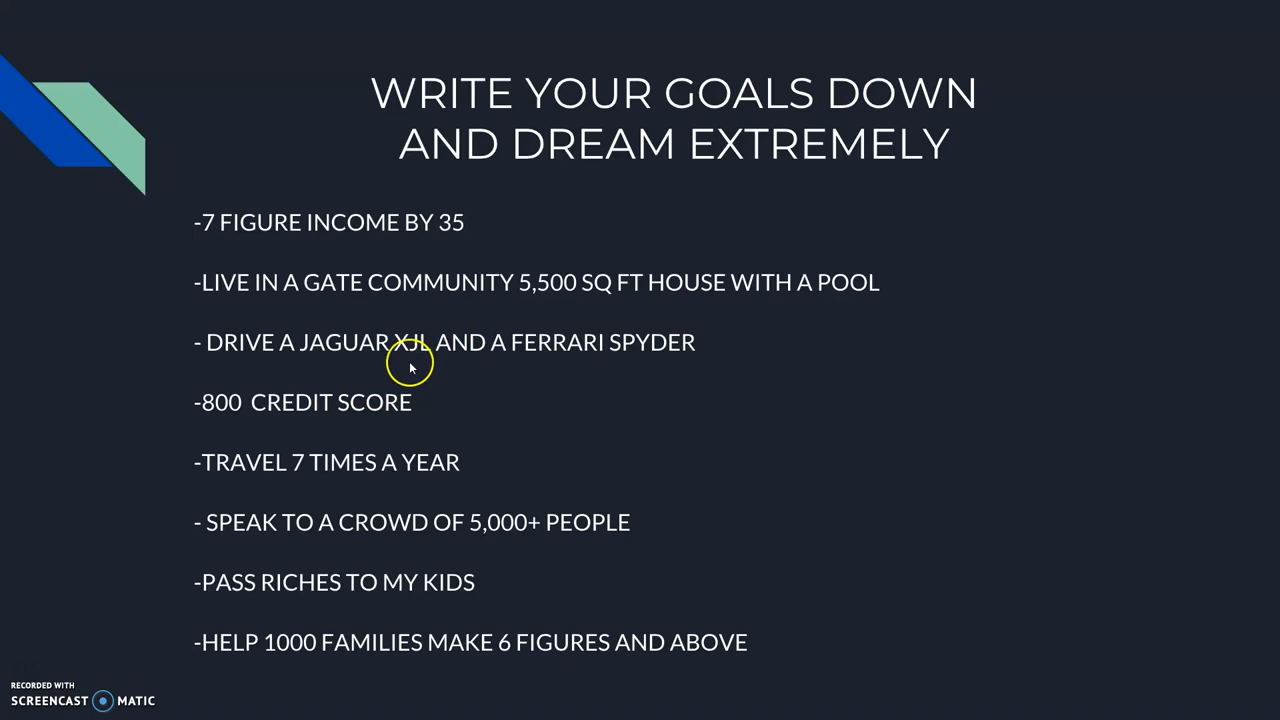 WRITE YOUR GOALS DOWN
AND DREAM EXTREMELY
-7 FIGURE INCOME BY 35
-LIVE IN A GATE COMMUNITY 5,500 SQ FT HOUSE WITH A POOL
- DRIVE A JAGUAR XJL AND A FERRARI SPYDER
-800  CREDIT SCORE
-TRAVEL 7 TIMES A YEAR
- SPEAK TO A CROWD OF 5,000+ PEOPLE
-PASS RICHES TO MY KIDS
-HELP 1000 FAMILIES MAKE 6 FIGURES AND ABOVE
RECORDED WITH
SCREENCAST MATIC